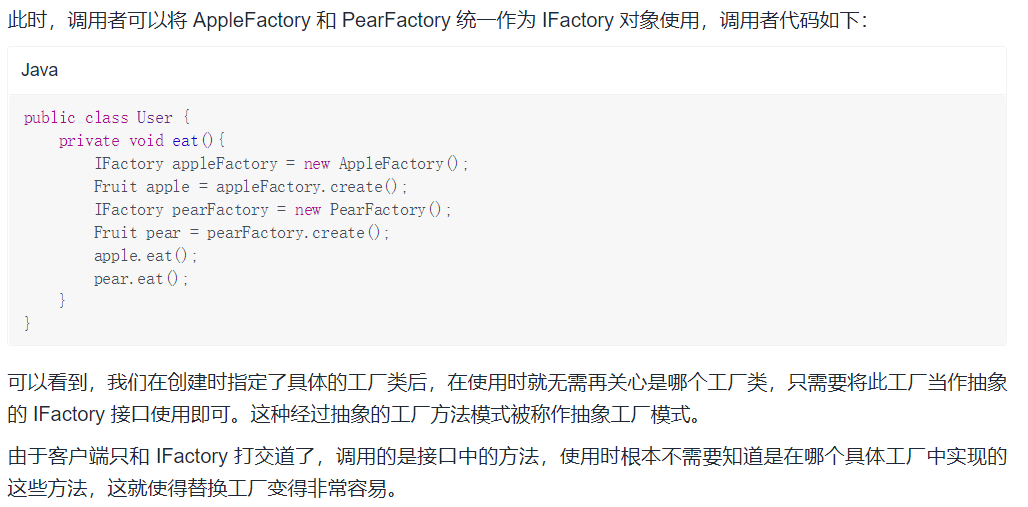 此时，调用者可以将 AppleFactory 和 PearFactory 统一作为 IFactory 对象使用，调用者代码如下：
Java
public class User {
    private void eat(){
        IFactory appleFactory = new AppleFactory();
        Fruit apple = appleFactory.create();
        IFactory pearFactory = new PearFactory();
        Fruit pear = pearFactory.create();
        apple.eat();
        pear.eat();
    }
}
可以看到，我们在创建时指定了具体的工厂类后，在使用时就无需再关心是哪个工厂类，只需要将此工厂当作抽象
的 IFactory 接口使用即可。这种经过抽象的工厂方法模式被称作抽象工厂模式。
由于客户端只和 IFactory 打交道了，调用的是接口中的方法，使用时根本不需要知道是在哪个具体工厂中实现的
这些方法，这就使得替换工厂变得非常容易。